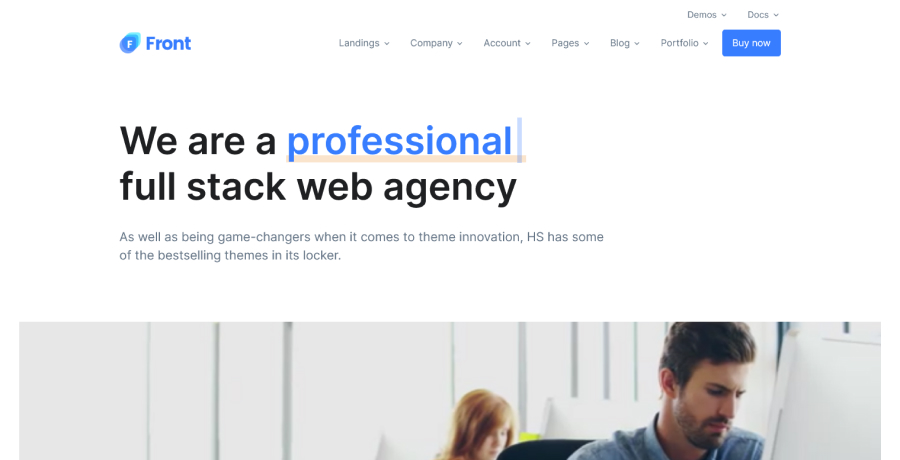 Demos Docs
F Front Landings Company Account Pages Blog Portfolio Buy now
We are a professional
full stack web agency
As well as being game-changers when it comes to theme innovation, HS has some
of the bestselling themes in its locker.